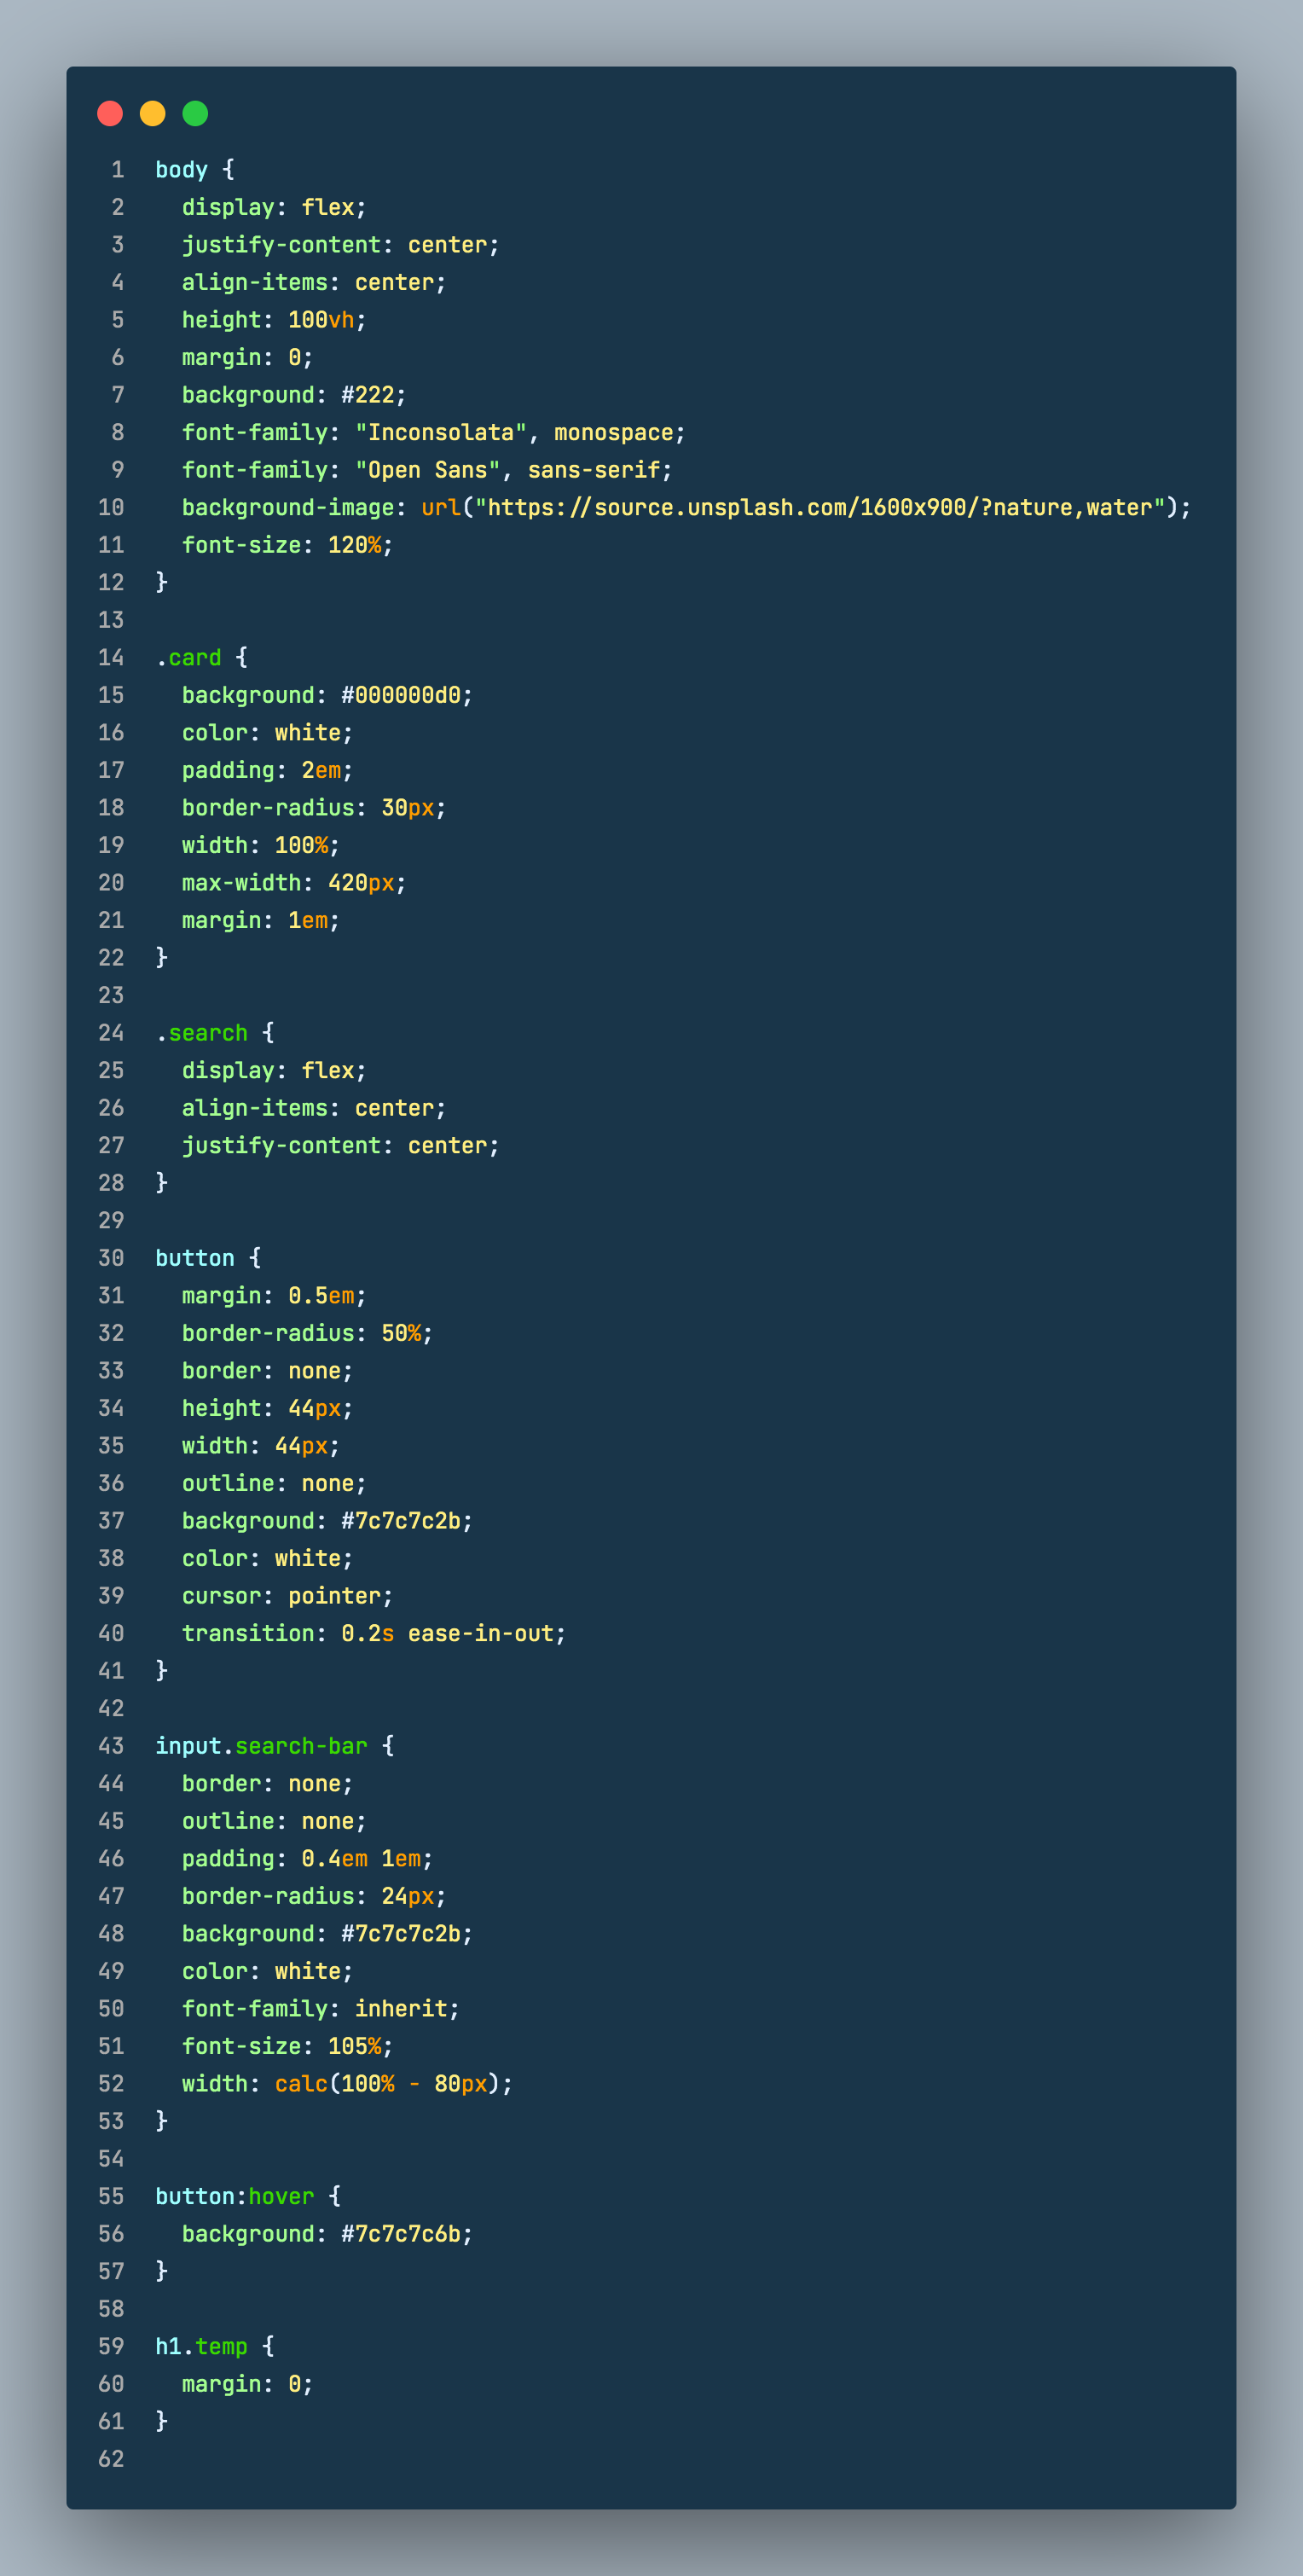 1 body {
2   display: flex;
3   justify-content: center;
4   align-items: center;
5   height: 100vh;
6   margin: 0;
7   background: #222;
8   font-family: "Inconsolata", monospace;
9   font-family: "Open Sans", sans-serif;
10   background-image: url("https://source.unsplash.com/1600x900/?nature,water");
11   font-size: 120%;
12 }
13
14 .card {
15   background: #000000d0;
16   color: white;
17   padding: 2em;
18   border-radius: 30px;
19   width: 100%;
20   max-width: 420px;
21   margin: 1em;
22 }
23
24 .search {
25   display: flex;
26   align-items: center;
27   justify-content: center;
28 }
29
30 button {
31   margin: 0.5em;
32   border-radius: 50%;
33   border: none;
34   height: 44px;
35   width: 44px;
36   outline: none;
37   background: #7c7c7c2b;
38   color: white;
39   cursor: pointer;
40   transition: 0.2s ease-in-out;
41 }
42
43 input.search-bar {
44   border: none;
45   outline: none;
46   padding: 0.4em 1em;
47   border-radius: 24px;
48   background: #7c7c7c2b;
49   color: white;
50   font-family: inherit;
51   font-size: 105%;
52   width: calc(100% - 80px);
53 }
54
55 button:hover {
56   background: #7c7c7c6b;
57 }
58
59 h1.temp {
60   margin: 0;
61 }
62